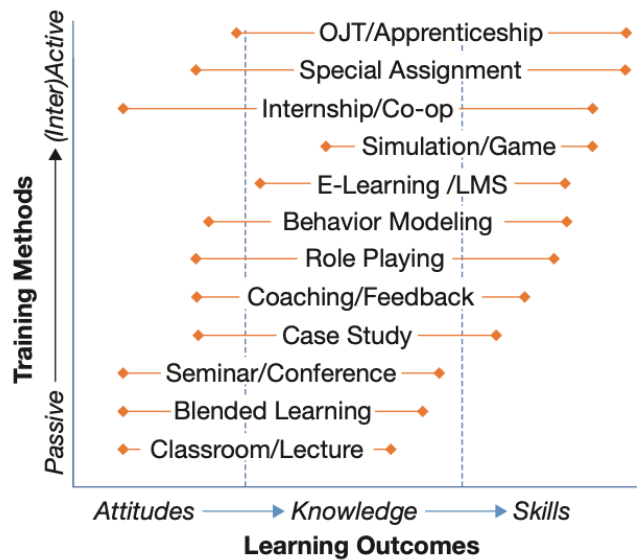 Training Methods
Passive
(Inter)Active
OJT/Apprenticeship
Special Assignment
Internship/Co-op
Simulation/Game
E-Learning /LMS
Behavior Modeling
Role Playing
Coaching/Feedback
Case Study
Seminar/Conference
Blended Learning
Classroom/Lecture
Attitudes Knowledge Skills
Learning Outcomes